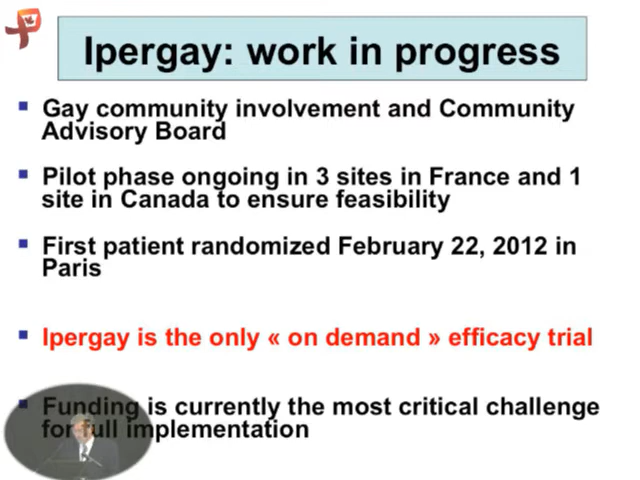 Ipergay: work in progress
Gay community involvement and Community
Advisory Board
Pilot phase ongoing in 3 sites in France and 1
site in Canada to ensure feasibility
First patient randomized February 22, 2012 in
Paris
Ipergay is the only « on demand » efficacy trial
Funding is currently the most critical challenge
for full implementation